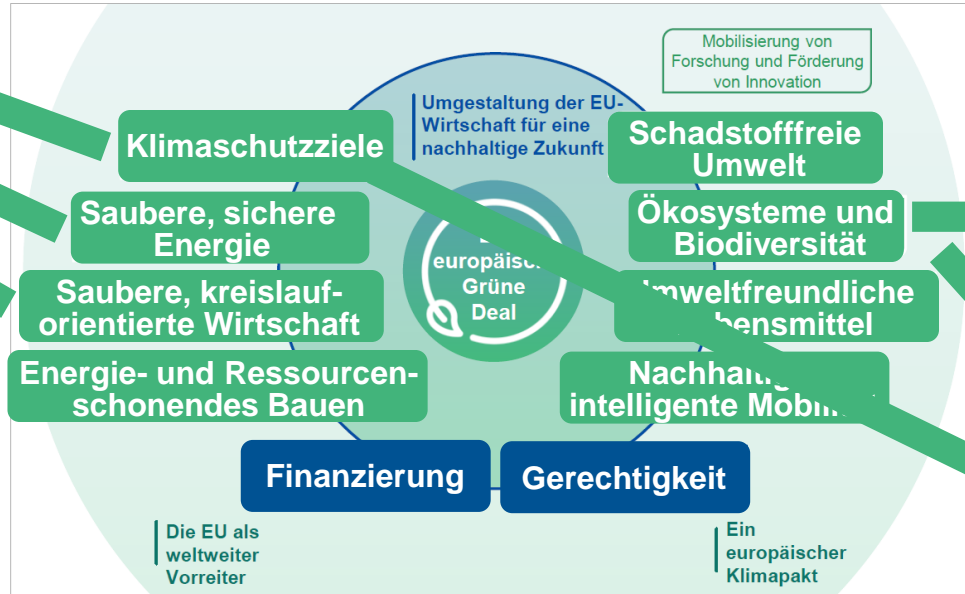 Mobilisierung von
Forschung und Förderung
von Innovation
Umgestaltung der EU-
Wirtschaft für eine
nachhaltige Zukunft
Klimaschutzziele
Schadstofffreie
Umwelt
Saubere, sichere
Energie
Ökosysteme und
Biodiversität
Grüne
Deal
Saubere, kreislauf-
orientierte Wirtschaft
Energie- und Ressourcen-
schonendes Bauen
intelligente
Finanzierung
Gerechtigkeit
Die EU als
weltweiter
Vorreiter
Ein
europäischer
Klimapakt